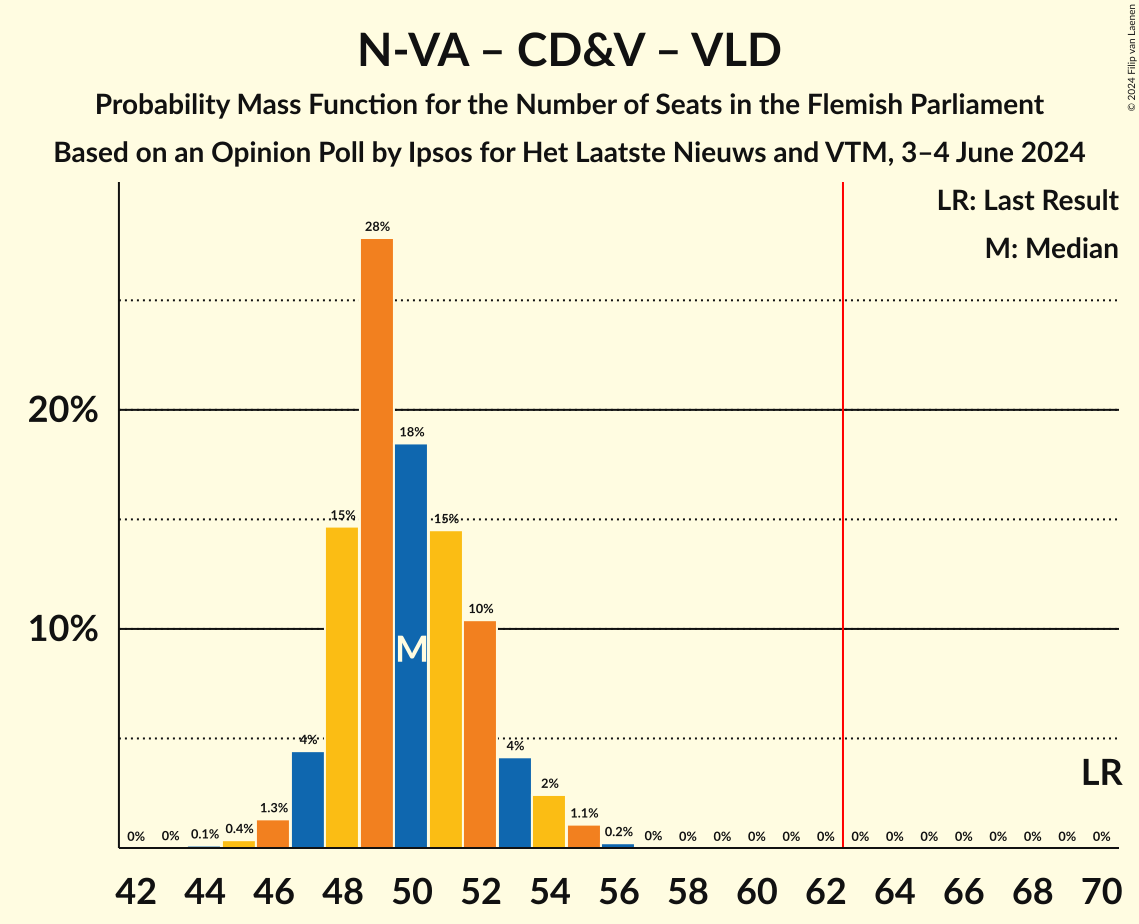 N-VA – CD&V – VLD
Probability Mass Function for the Number of Seats in the Flemish Parliament
Based on an Opinion Poll by Ipsos for Het Laatste Nieuws and VTM, 3–4 June 2024
© 2024 Filip van Laenen
LR: Last Result
M: Median
20%
10%
0% 0% 0.1% 0.4% 1.3% 4% 15% 28% 18% 15% 10% 4% 2% 1.1% 0.2% 0% 0% 0% 0% 0% 0% 0% 0% 0% 0% 0% 0% 0% 0%
M
LR
42 44 46 48 50 52 54 56 58 60 62 64 66 68 70